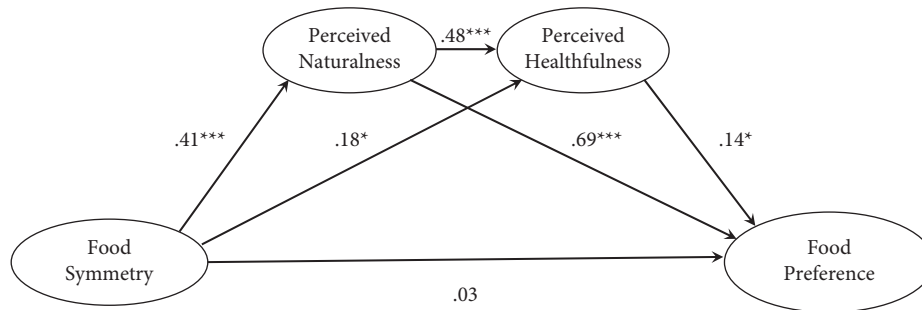 Perceived
Naturalness
.48***
Perceived
Healthfulness
.41***
.18*
.69***
.14*
Food
Symmetry
Food
Preference
.03